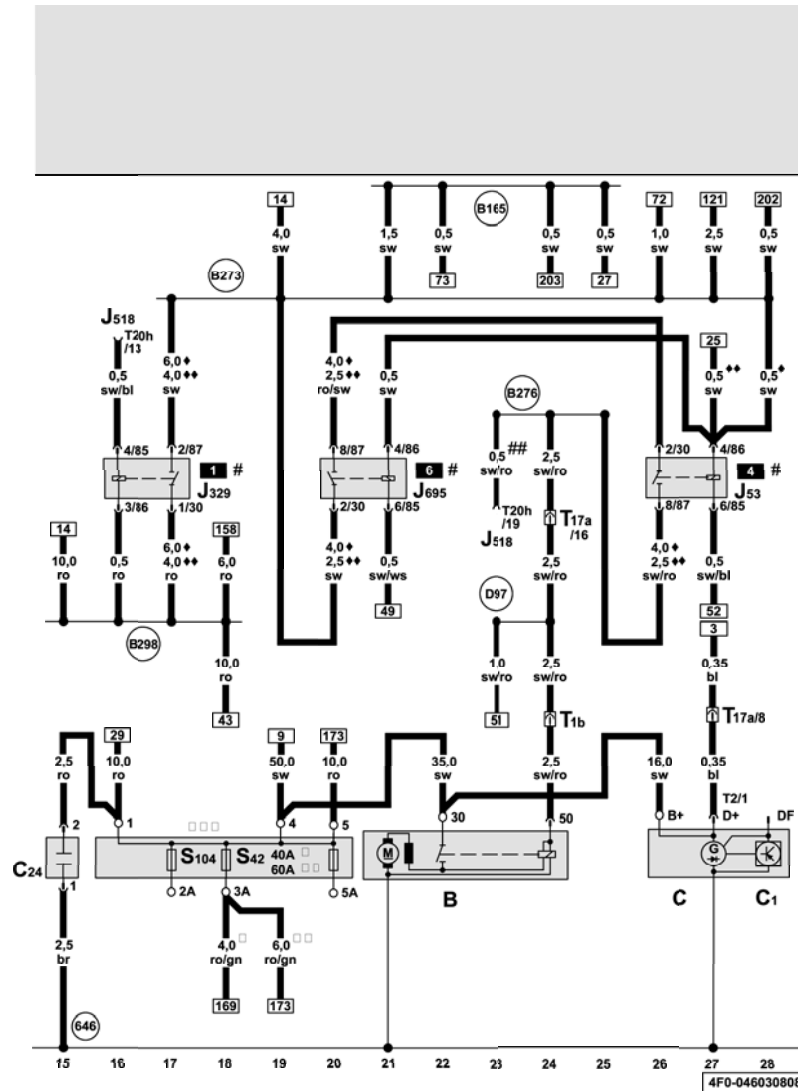 14
B165
72 121 202
4,0 sw
1,5 sw
0,5 sw
0,5 sw
0,5 sw
1,0 sw
2,5 sw
0,5 sw
B273
73
203
27
J518
T20h /13
6,0 ♦
4,0 ♦♦
sw
4,0 ♦
2,5 ♦♦
ro/sw
0,5 sw
25
0,5 ♦♦
sw
0,5 ♦
sw
0,5 sw/bl
B276
4/85
2/87
8/87
4/86
0,5 ##
sw/ro
2,5 sw/ro
2/30
4/86
1 #
J329
6 #
J695
4 #
J53
3/86
1/30
2/30
6/85
T20h /19
J518
T17a /16
8/87
6/85
14
158
10,0 ro
0,5 ro
6,0 ♦
4,0 ♦♦
ro
6,0 ro
4,0 ♦
2,5 ♦♦
sw
0,5 sw/ws
2,5 sw/ro
4,0 ♦
2,5 ♦♦
sw/ro
0,5 sw/bl
49
D97
52
3
B298
10,0 ro
1,0 sw/ro
2,5 sw/ro
0,35 bl
43
51
T1b
T17a/8
29
9
173
2,5 ro
10,0 ro
50,0 sw
10,0 ro
35,0 sw
2,5 sw/ro
16,0 sw
0,35 bl
T2/1
2
1
4
5
30
50
B+
D+
DF
C24
S104
S42
40A
60A
M
G
1
2A
3A
5A
B
C
C1
2,5 br
4,0 ro/gn
6,0 ro/gn
169
173
646
15 16 17 18 19 20 21 22 23 24 25 26 27 28
4F0-046030808